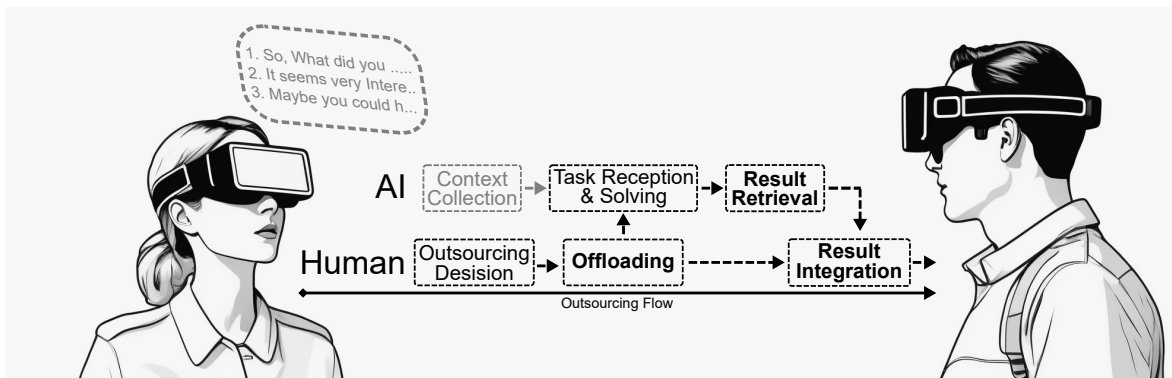 1. So, What did you .....
2. It seems very Intere..
3. Maybe you could h...
AI
Context
Collection
Task Reception
& Solving
Result
Retrieval
Human
Outsourcing
Desision
Offloading
Result
Integration
Outsourcing Flow